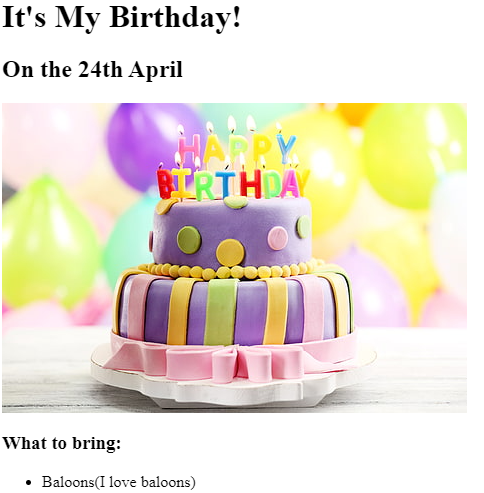 It's My Birthday!
On the 24th April
HAPPY
BIRTHDAY
What to bring:
Baloons(I love baloons)